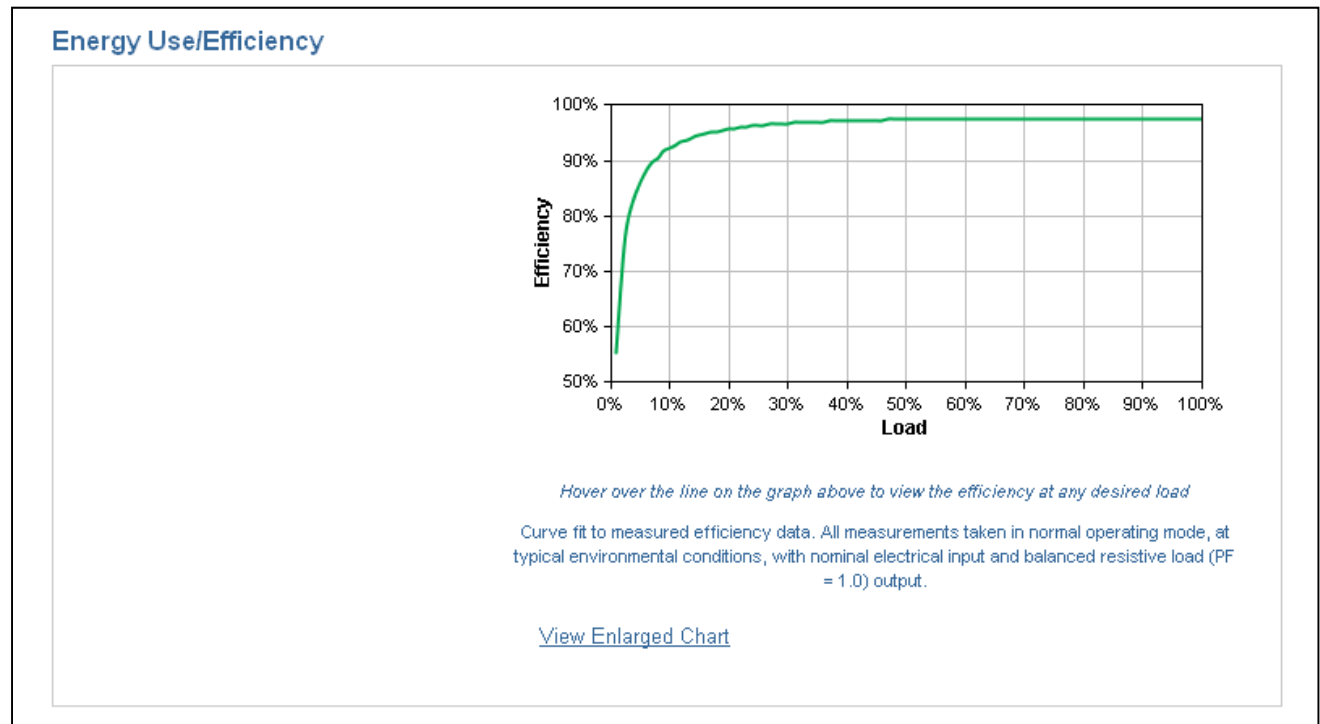 Energy Use/Efficiency
100%
90%
80%
70%
60%
50%
Efficiency
0% 10% 20% 30% 40% 50% 60% 70% 80% 90% 100%
Load
Hover over the line on the graph above to view the efficiency at any desired load
Curve fit to measured efficiency data. All measurements taken in normal operating mode, at
typical environmental conditions, with nominal electrical input and balanced resistive load (PF
= 1.0) output.
View Enlarged Chart